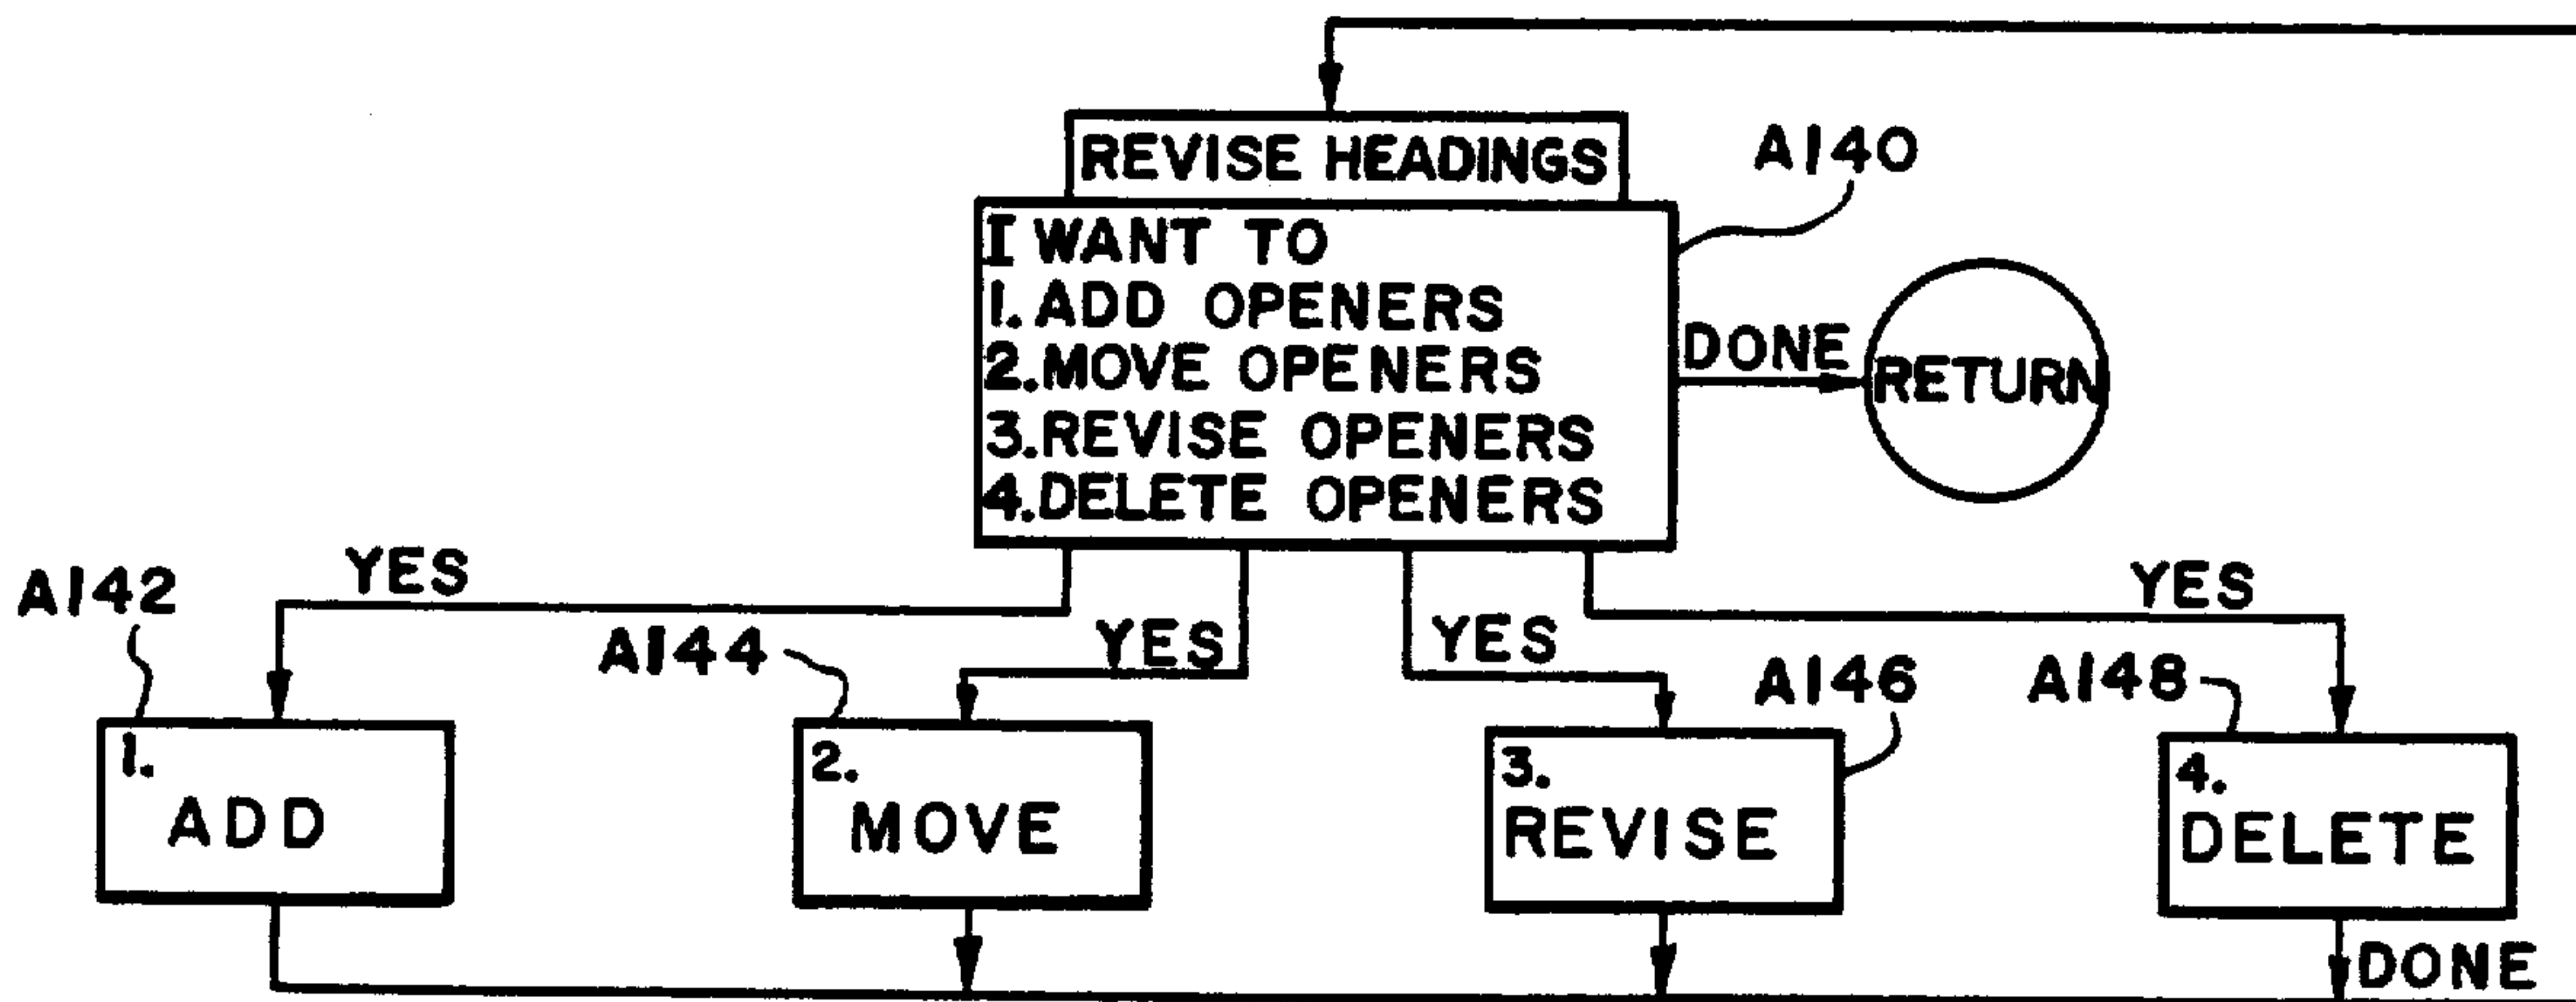 REVISE HEADINGS
A140
I WANT TO
1. ADD OPENERS
2. MOVE OPENERS
3. REVISE OPENERS
4. DELETE OPENERS
DONE
RETURN
YES
YES
YES
YES
A142
A144
A146
A148
1.
ADD
2.
MOVE
3.
REVISE
4.
DELETE
DONE